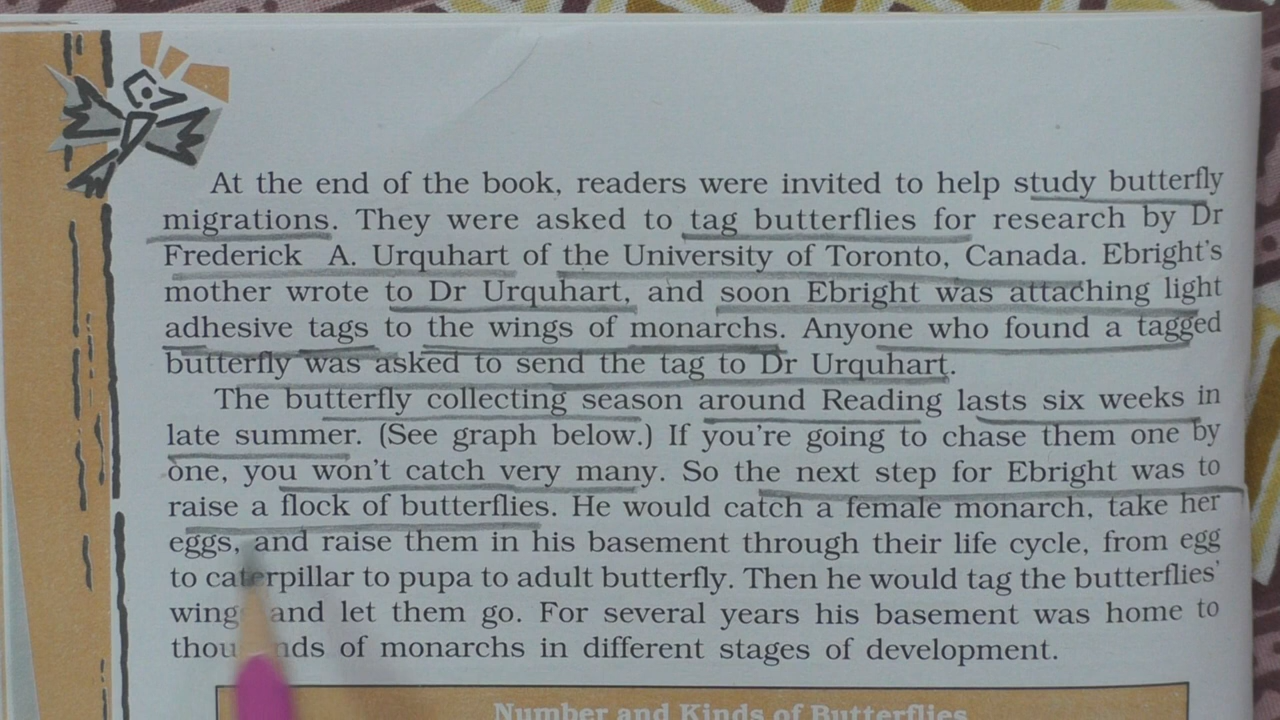 At the end of the book, readers were invited to help study butterfly
migrations. They were asked to tag butterflies for research by Dr
Frederick A. Urquhart of the University of Toronto, Canada. Ebright's
mother wrote to Dr Urquhart, and soon Ebright was attaching light
adhesive tags to the wings of monarchs. Anyone who found a tagged
butterfly was asked to send the tag to Dr Urquhart.
The butterfly collecting season around Reading lasts six weeks in
late summer. (See graph below.) If you're going to chase them one by
one, you won't catch very many. So the next step for Ebright was to
raise a flock of butterflies. He would catch a female monarch, take her
eggs, and raise them in his basement through their life cycle, from egg
to caterpillar to pupa to adult butterfly. Then he would tag the butterflies'
wings and let them go. For several years his basement was home to
thousands of monarchs in different stages of development.
Number and Kinds of Butterflies